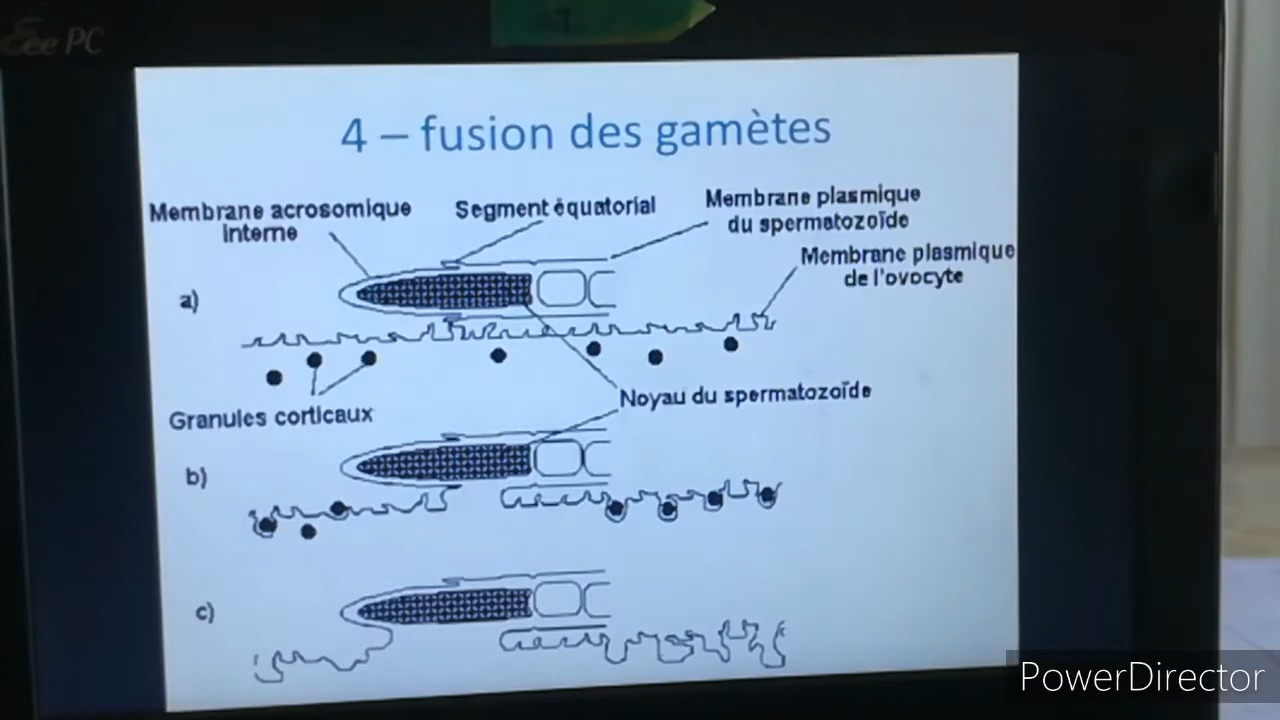 Eee PC
4 – fusion des gamètes
Membrane acrosomique
interne
Segment équatorial
Membrane plasmique
du spermatozoïde
Membrane plasmique
de l'ovocyte
a)
Granules corticaux
Noyau du spermatozoïde
b)
c)
PowerDirector